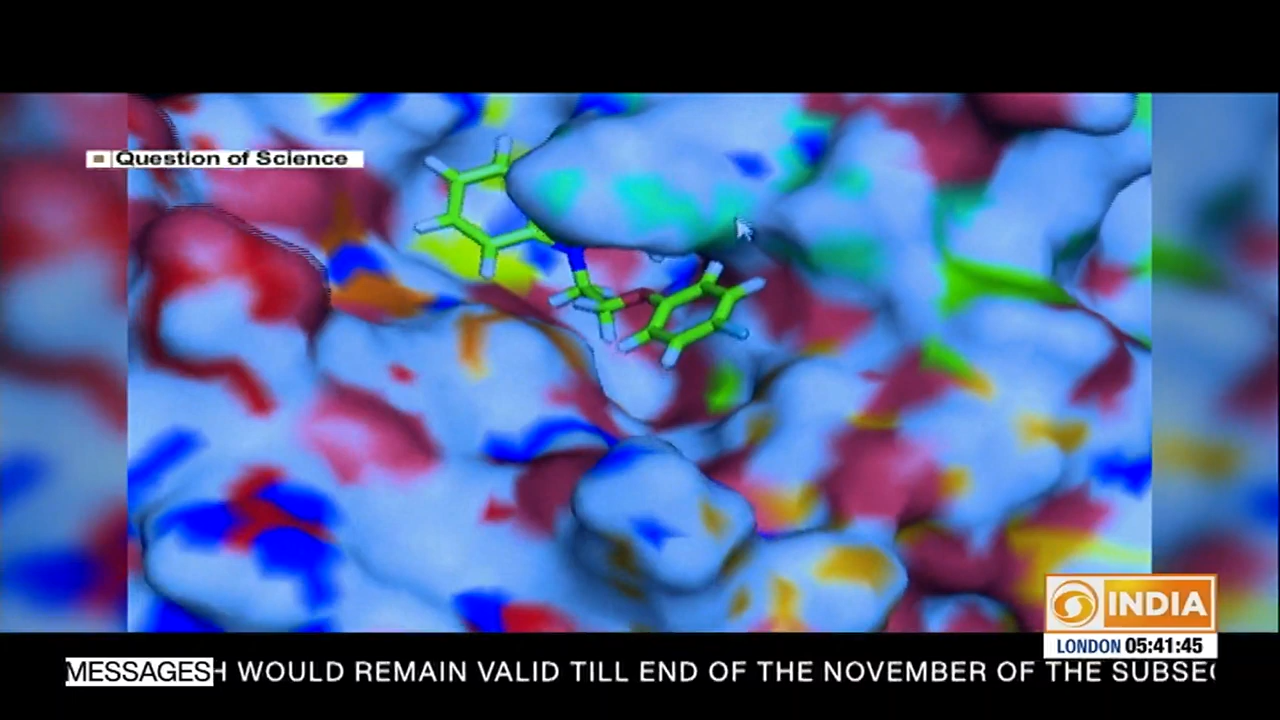 Question of Science
INDIA
LONDON 05:41:45
MESSAGES H WOULD REMAIN VALID TILL END OF THE NOVEMBER OF THE SUBSE